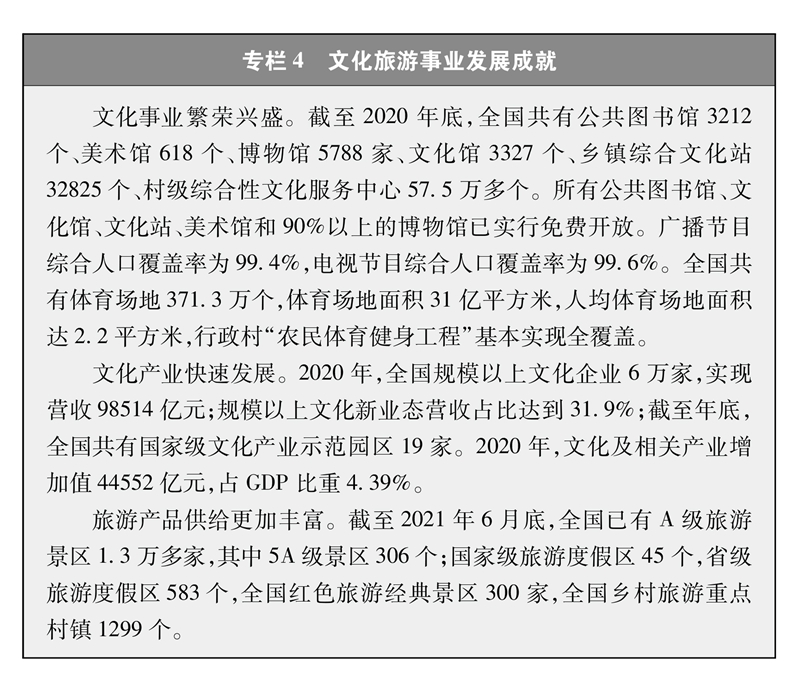 专栏 4 文化旅游事业发展成就
文化事业繁荣兴盛。截至 2020 年底,全国共有公共图书馆 3212
个、美术馆 618 个、博物馆 5788 家、文化馆 3327 个、乡镇综合文化站
32825 个、村级综合性文化服务中心 57. 5 万多个。所有公共图书馆、文
化馆、文化站、美术馆和 90%以上的博物馆已实行免费开放。广播节目
综合人口覆盖率为 99. 4%,电视节目综合人口覆盖率为 99. 6%。全国共
有体育场地 371. 3 万个,体育场地面积 31 亿平方米,人均体育场地面积
达 2. 2 平方米,行政村“农民体育健身工程”基本实现全覆盖。
文化产业快速发展。2020 年,全国规模以上文化企业 6 万家,实现
营收 98514 亿元;规模以上文化新业态营收占比达到 31. 9%;截至年底,
全国共有国家级文化产业示范园区 19 家。2020 年,文化及相关产业增
加值 44552 亿元,占 GDP 比重 4. 39%。
旅游产品供给更加丰富。截至 2021 年 6 月底,全国已有 A 级旅游
景区 1. 3 万多家,其中 5A 级景区 306 个;国家级旅游度假区 45 个,省级
旅游度假区 583 个,全国红色旅游经典景区 300 家,全国乡村旅游重点
村镇 1299 个。